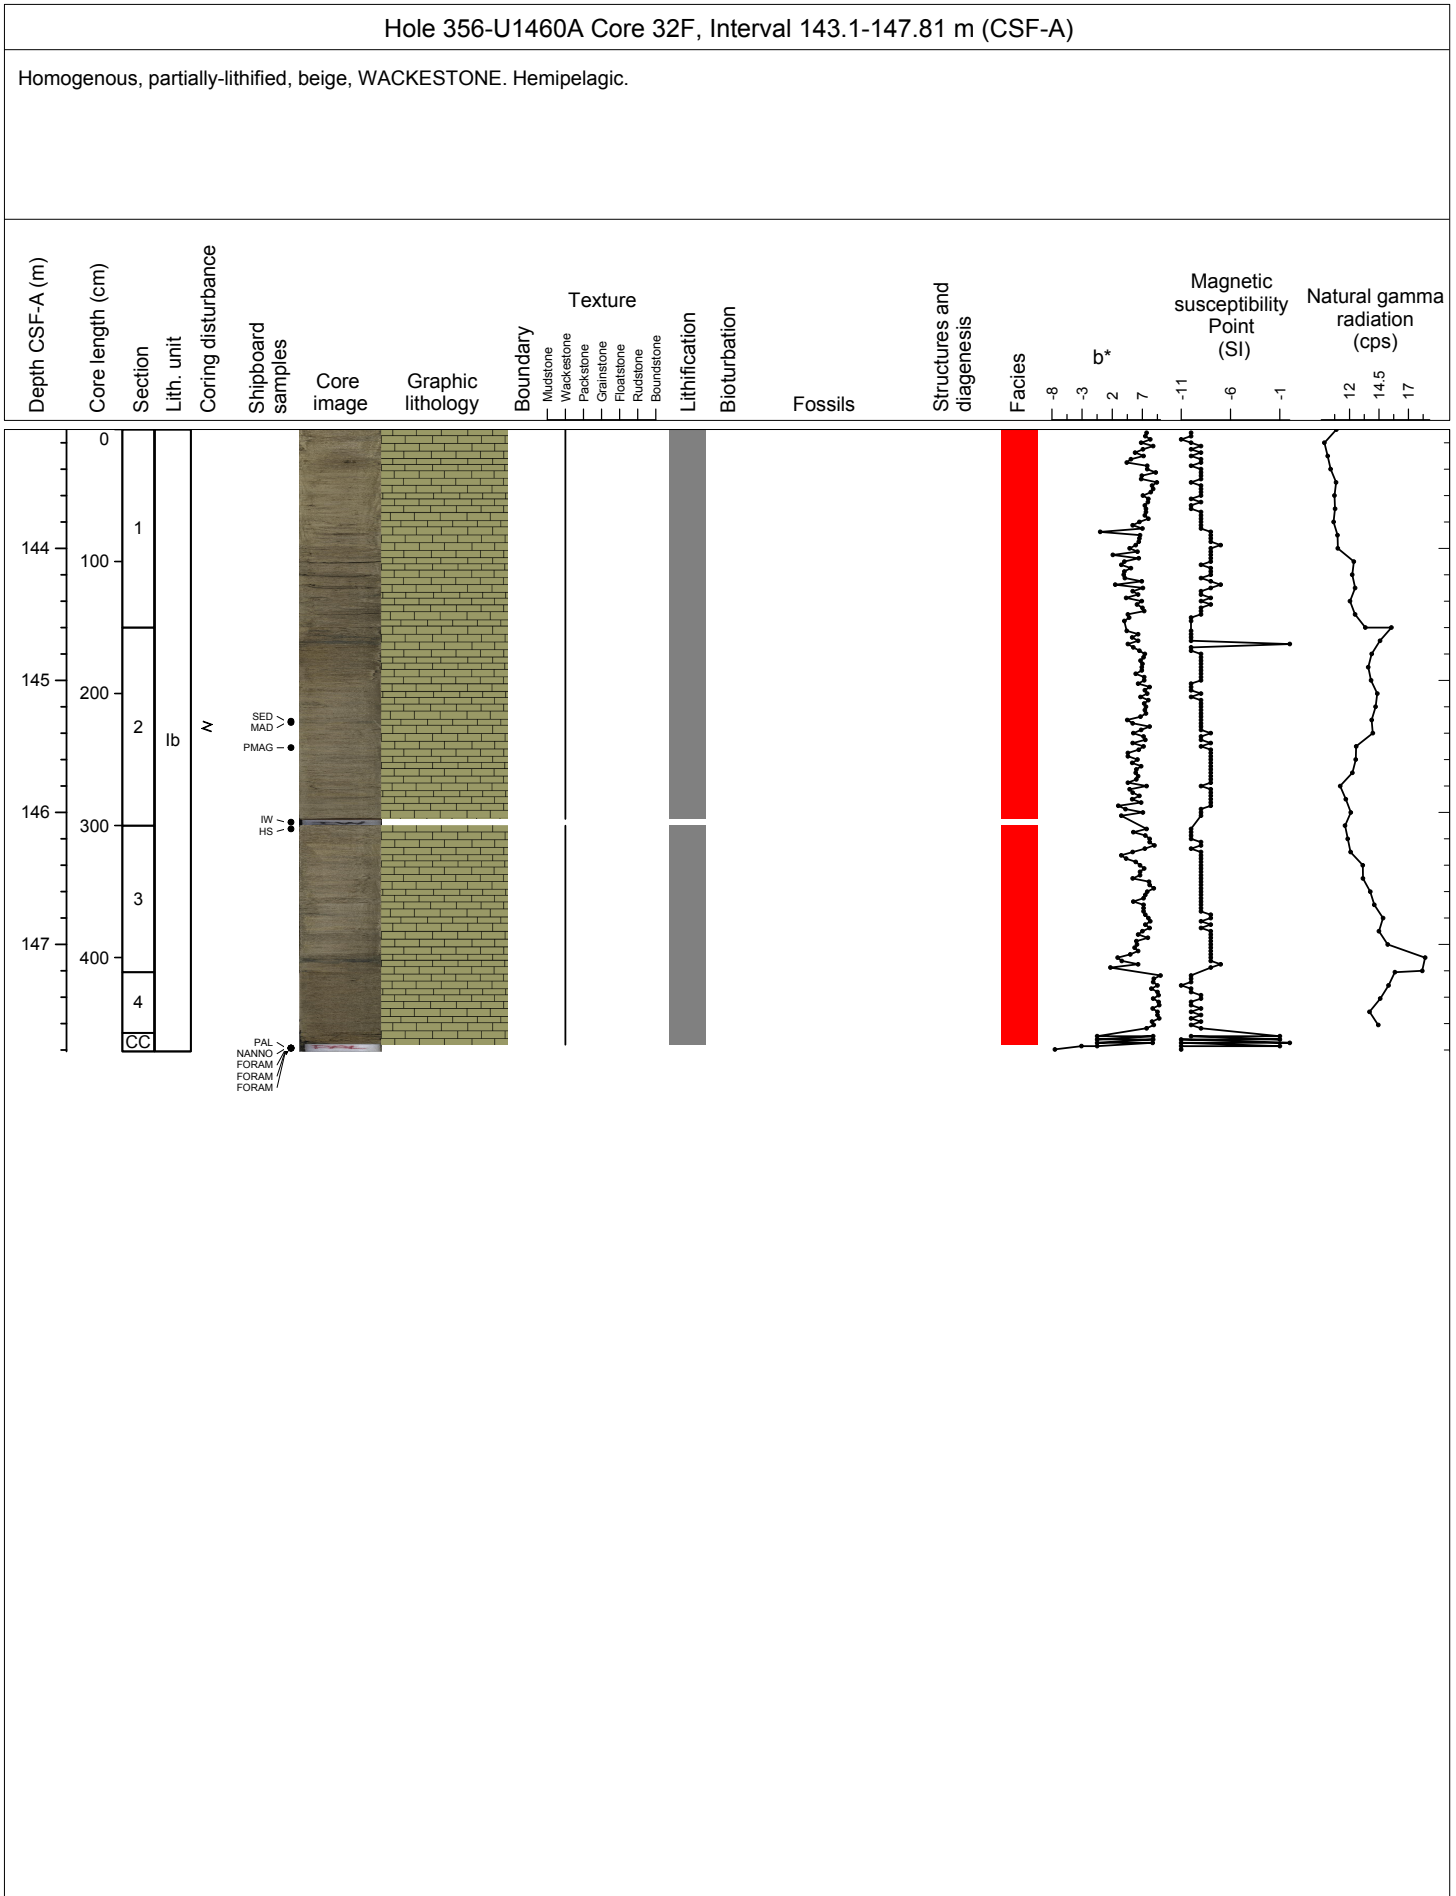 Hole 356-U1460A Core 32F, Interval 143.1-147.81 m (CSF-A)
Homogenous, partially-lithified, beige, WACKESTONE. Hemipelagic.
Depth CSF-A (m)
Core length (cm)
Section
Lith. unit
Coring disturbance
Shipboard
samples
Core
image
Graphic
lithology
Boundary
Texture
Mudstone
Wackestone
Packstone
Grainstone
Floatstone
Rudstone
Boundstone
Lithification
Bioturbation
Fossils
Structures and
diagenesis
Facies
b*
-8
-3
2
7
Magnetic
susceptibility
Point
(SI)
-11
-6
-1
Natural gamma
radiation
(cps)
12
14.5
17
144
145
146
147
0
100
200
300
400
1
2
3
4
CC
Ib
SED
MAD
PMAG
IW
HS
PAL
NANNO
FORAM
FORAM
FORAM